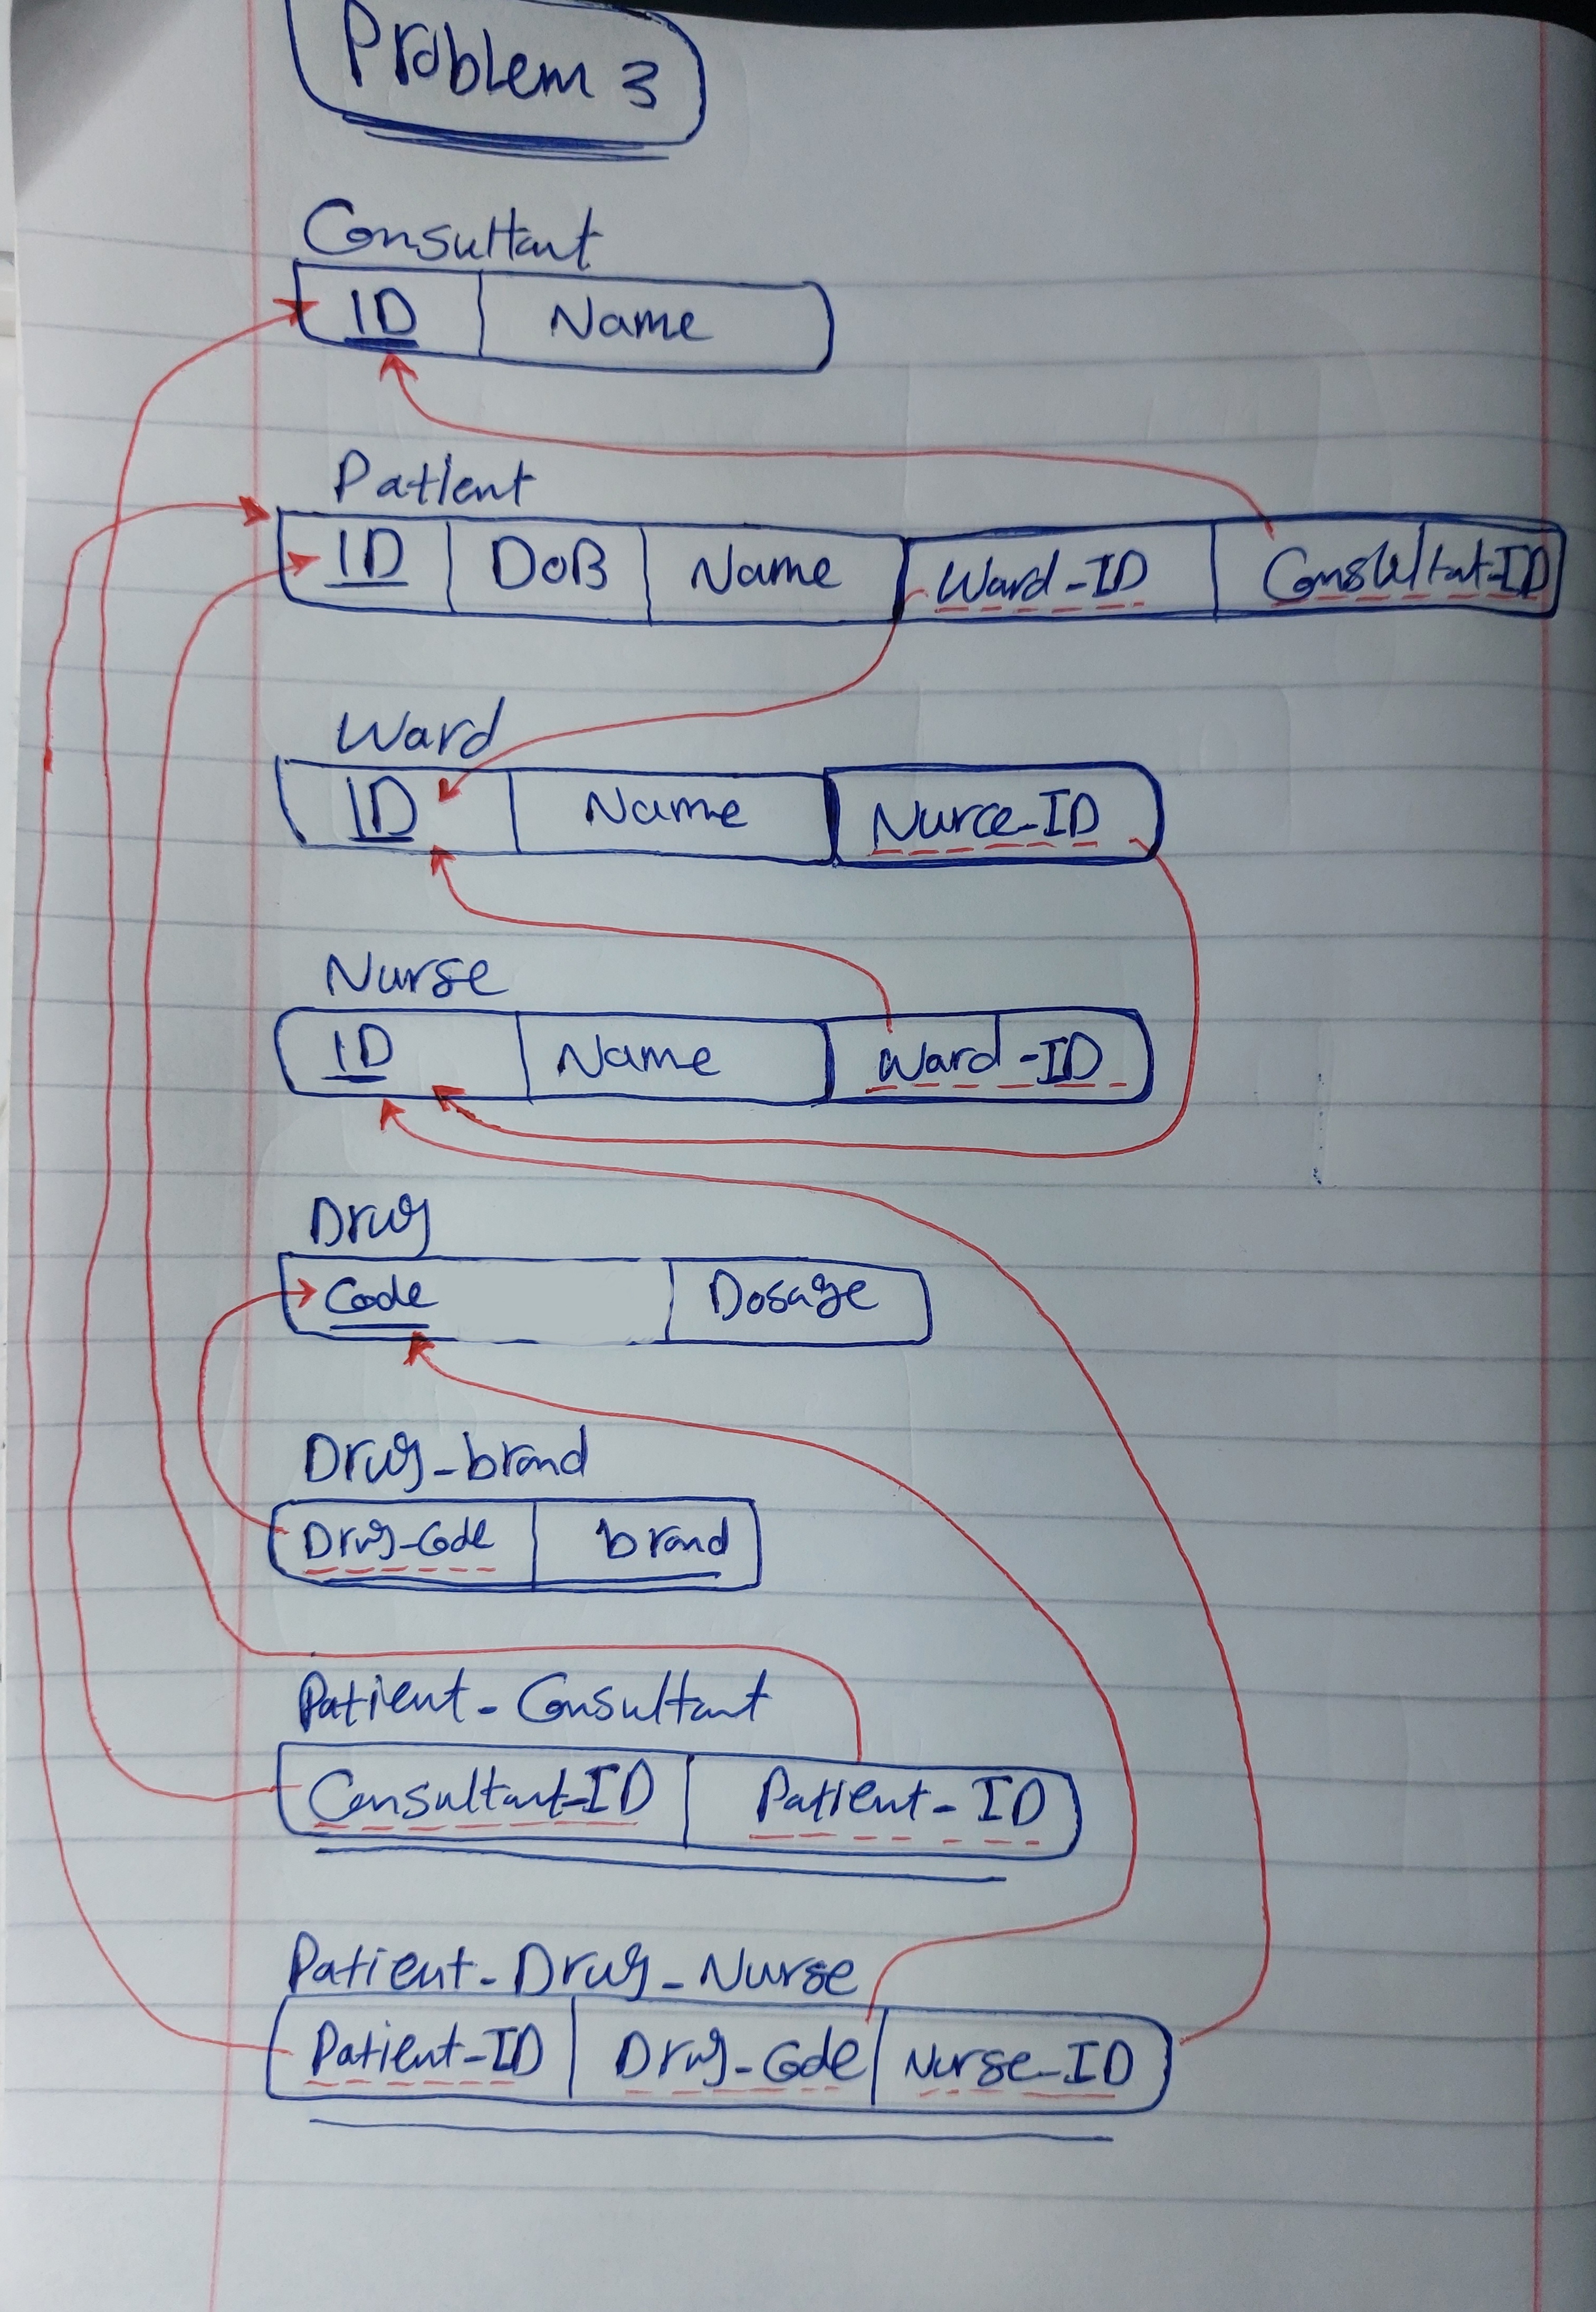 Problem 3
Consultant
ID Name
Patient
ID DoB Name Ward-ID Consultat-ID
Ward
ID Name Nurce-ID
Nurse
ID Name Ward-ID
Drug
Code Dosage
Drug-brand
Drug-Code brand
Patient-Consultant
Consultant-ID Patient-ID
Patient-Drug-Nurse
Patient-ID Drug-Code Nurse-ID